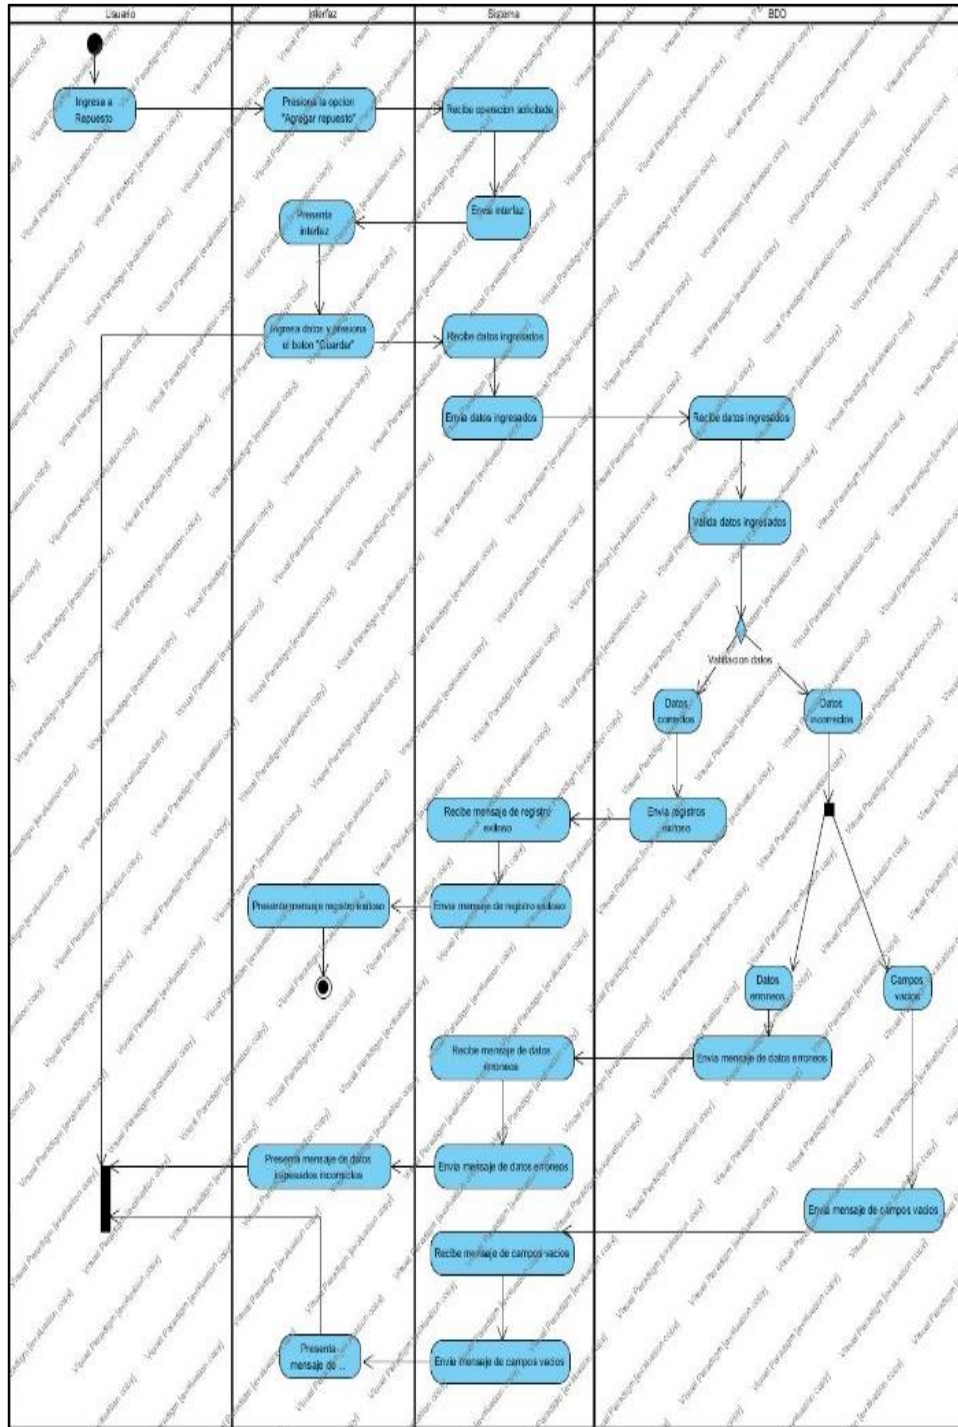 Usuario
Interfaz
Sistema
BDD
Ingresa a
Repuesto
Presiona la opcion
"Agregar repuesto"
Recibe operacion solicitada
Envia interfaz
Presenta
interfaz
Ingresa datos y presiona
el boton "Guardar"
Recibe datos ingresados
Envia datos ingresados
Recibe datos ingresados
Valida datos ingresados
Validacion datos
Datos
correctos
Datos
incorrectos
Recibe mensaje de registro
exitoso
Envia registros
exitoso
Presenta mensaje registro exitoso
Envia mensaje de registro exitoso
Datos
erroneos
Campos
vacios
Recibe mensaje de datos
erroneos
Envia mensaje de datos erroneos
Presenta mensaje de datos
ingresados incorrectos
Envia mensaje de datos erroneos
Envia mensaje de campos vacios
Recibe mensaje de campos vacios
Presenta
mensaje de ...
Envia mensaje de campos vacios
Visual Paradigm [evaluation copy]